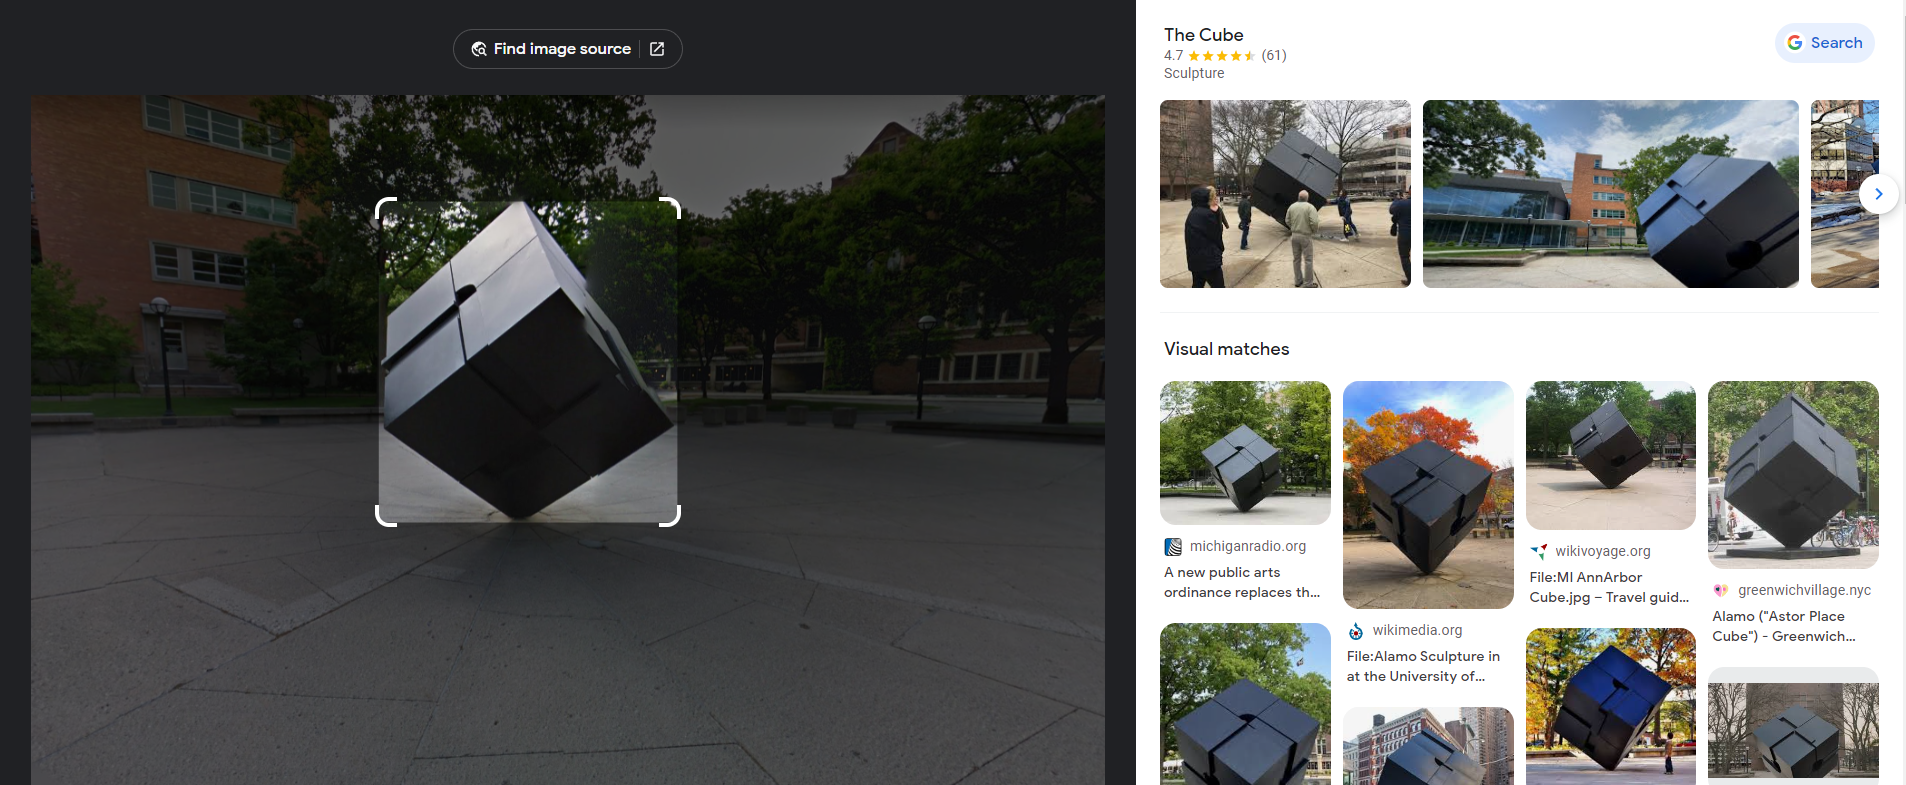 Find image source
The Cube
4.7 (61)
Sculpture
Search
Visual matches
michiganradio.org
A new public arts
ordinance replaces th...
wikimedia.org
File:Alamo Sculpture in
at the University of...
wikivoyage.org
File:MI AnnArbor
Cube.jpg – Travel guid...
greenwichvillage.nyc
Alamo ("Astor Place
Cube") - Greenwich...